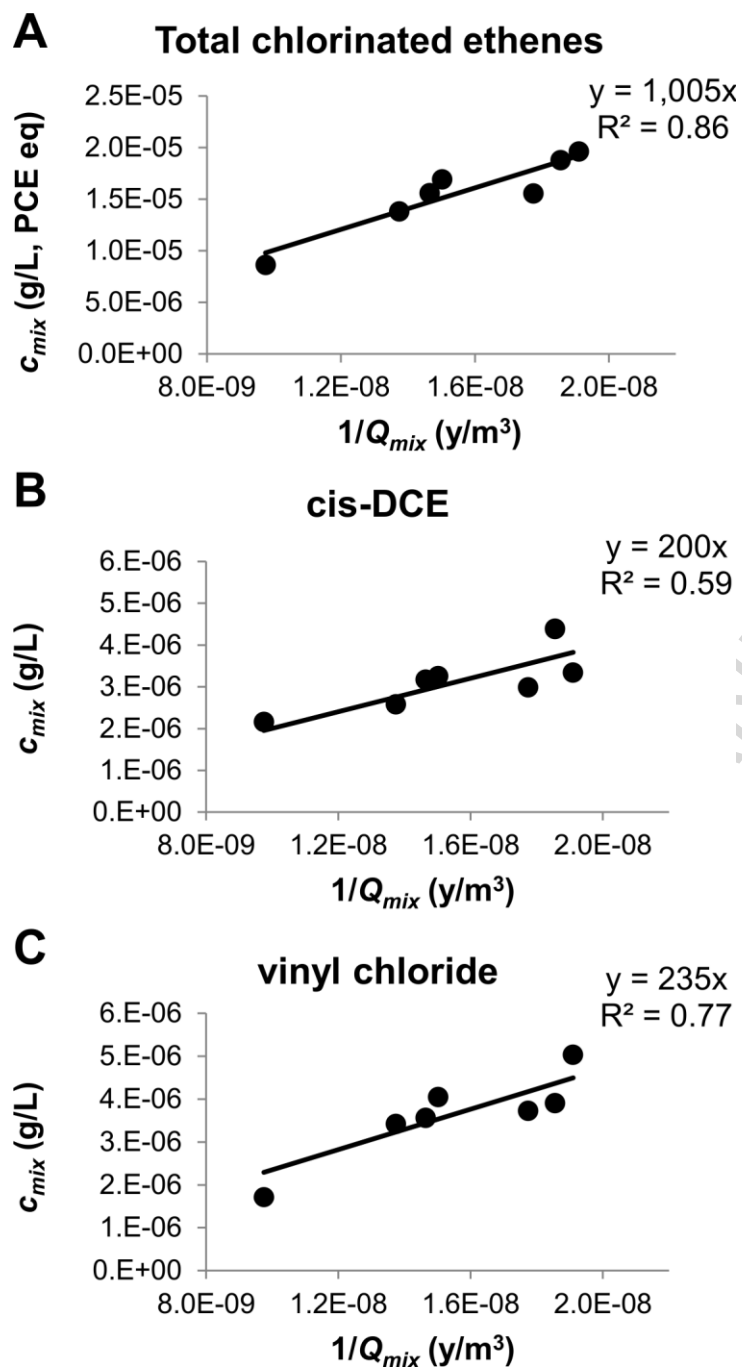 A
Total chlorinated ethenes
y = 1,005x
R² = 0.86
2.5E-05
2.0E-05
1.5E-05
1.0E-05
5.0E-06
0.0E+00
c_mix (g/L, PCE eq)
8.0E-09 1.2E-08 1.6E-08 2.0E-08
1/Q_mix (y/m³)
B
cis-DCE
y = 200x
R² = 0.59
6.E-06
5.E-06
4.E-06
3.E-06
2.E-06
1.E-06
0.E+00
c_mix (g/L)
8.0E-09 1.2E-08 1.6E-08 2.0E-08
1/Q_mix (y/m³)
C
vinyl chloride
y = 235x
R² = 0.77
6.E-06
5.E-06
4.E-06
3.E-06
2.E-06
1.E-06
0.E+00
c_mix (g/L)
8.0E-09 1.2E-08 1.6E-08 2.0E-08
1/Q_mix (y/m³)